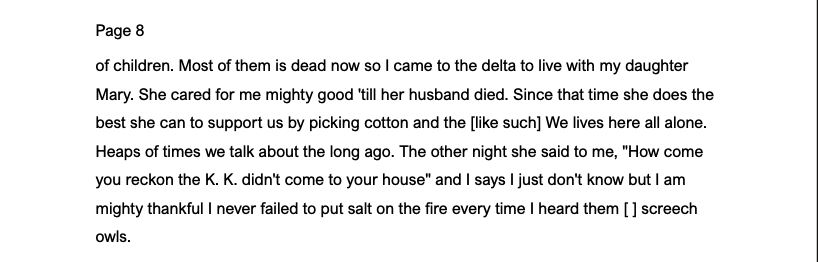 Page 8
of children. Most of them is dead now so I came to the delta to live with my daughter
Mary. She cared for me mighty good 'till her husband died. Since that time she does the
best she can to support us by picking cotton and the [like such] We lives here all alone.
Heaps of times we talk about the long ago. The other night she said to me, "How come
you reckon the K. K. didn't come to your house" and I says I just don't know but I am
mighty thankful I never failed to put salt on the fire every time I heard them [ ] screech
owls.